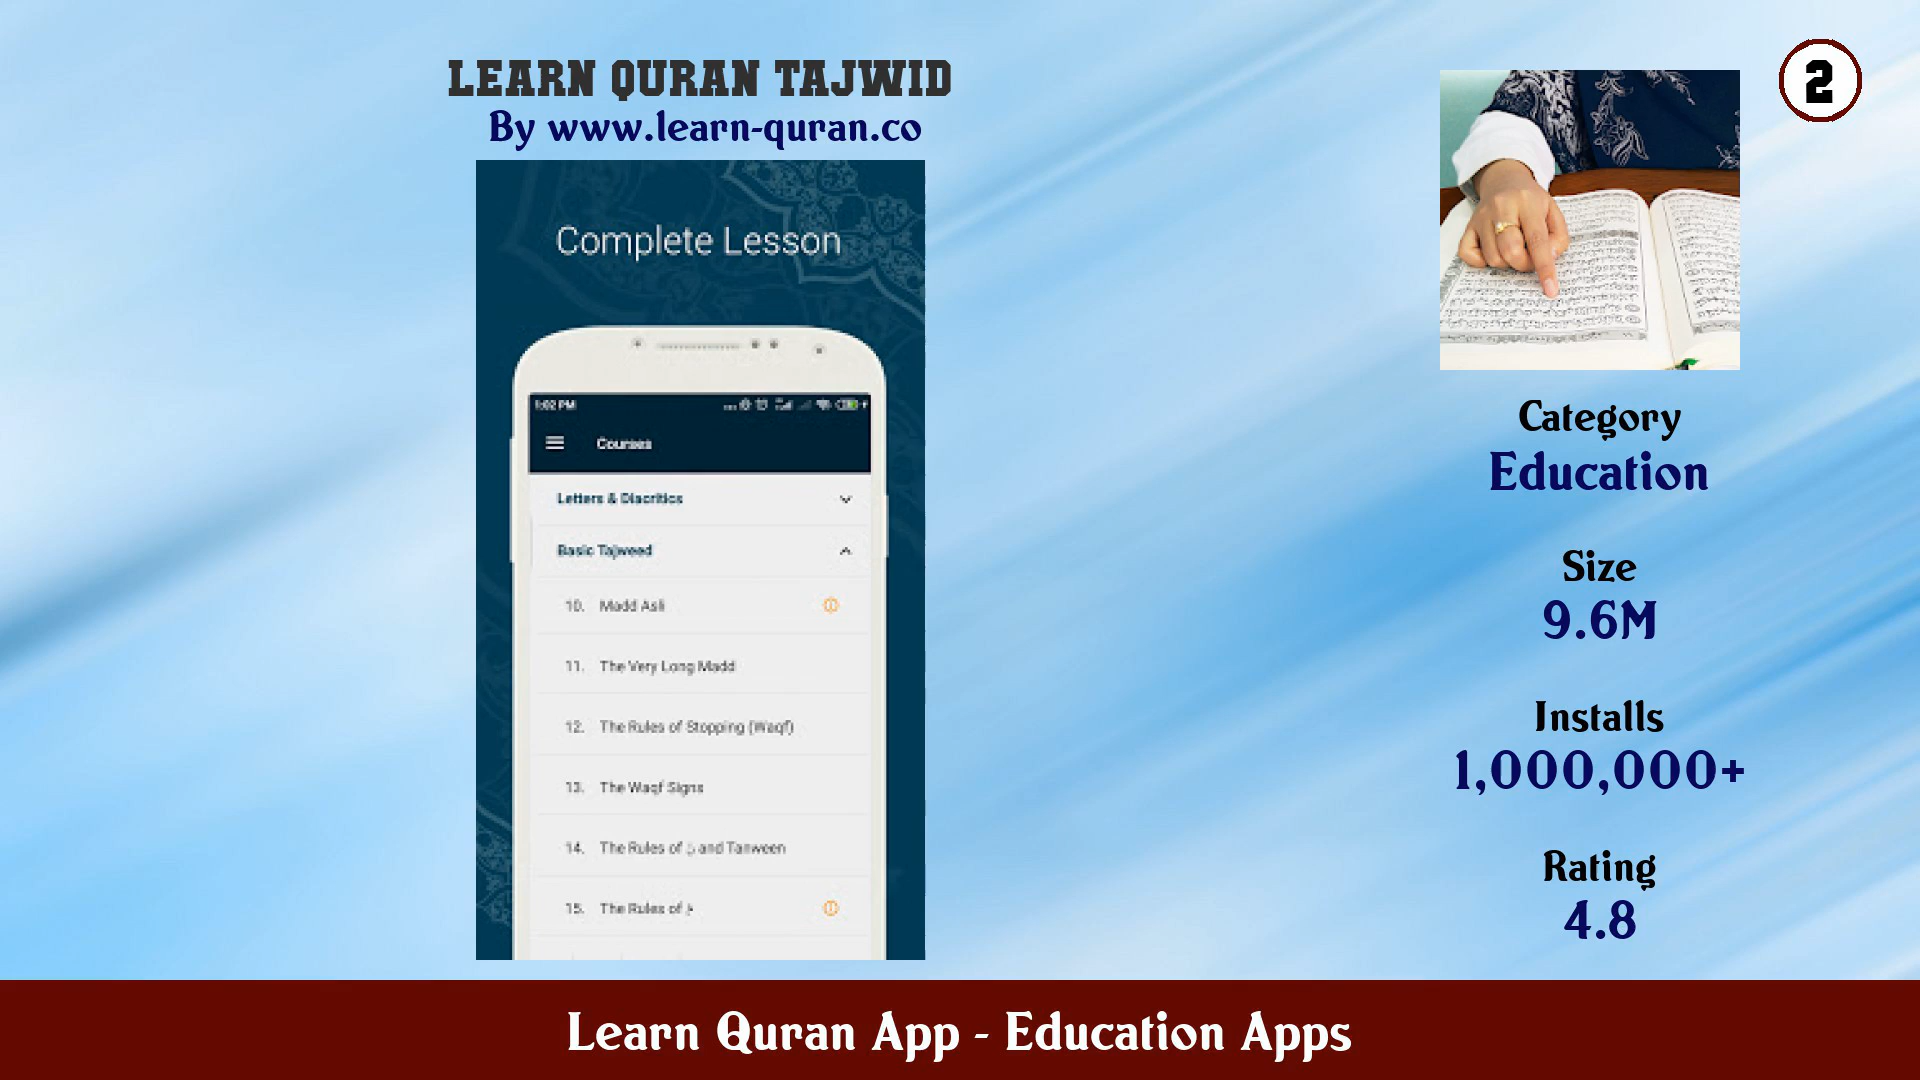 LEARN QURAN TAJWID
By www.learn-quran.co
2
Complete Lesson
1:02 PM
Courses
Letters & Diacritics
Basic Tajweed
10. Madd Asli
11. The Very Long Madd
12. The Rules of Stopping (Waqf)
13. The Waqf Signs
14. The Rules of ن and Tanween
15. The Rules of
Category
Education
Size
9.6M
Installs
1,000,000+
Rating
4.8
Learn Quran App - Education Apps